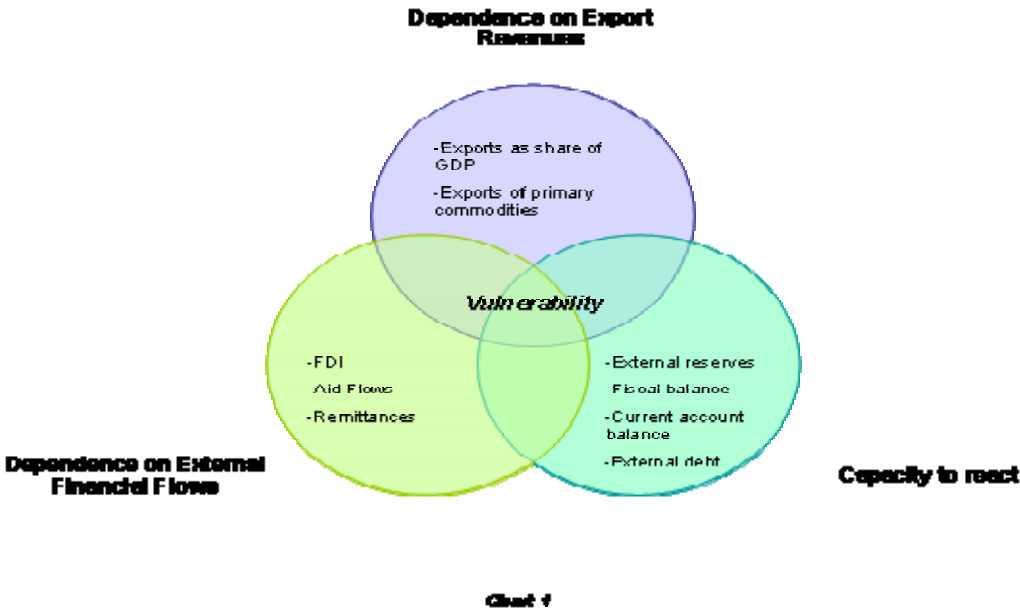 Dependence on Export
Revenues
-Exports as share of
GDP
-Exports of primary
commodities
Vulnerability
-FDI
Aid Flows
-Remittances
-External reserves
Fiscal balance
-Current account
balance
-External debt
Dependence on External
Financial Flows
Capacity to react
Chart 1